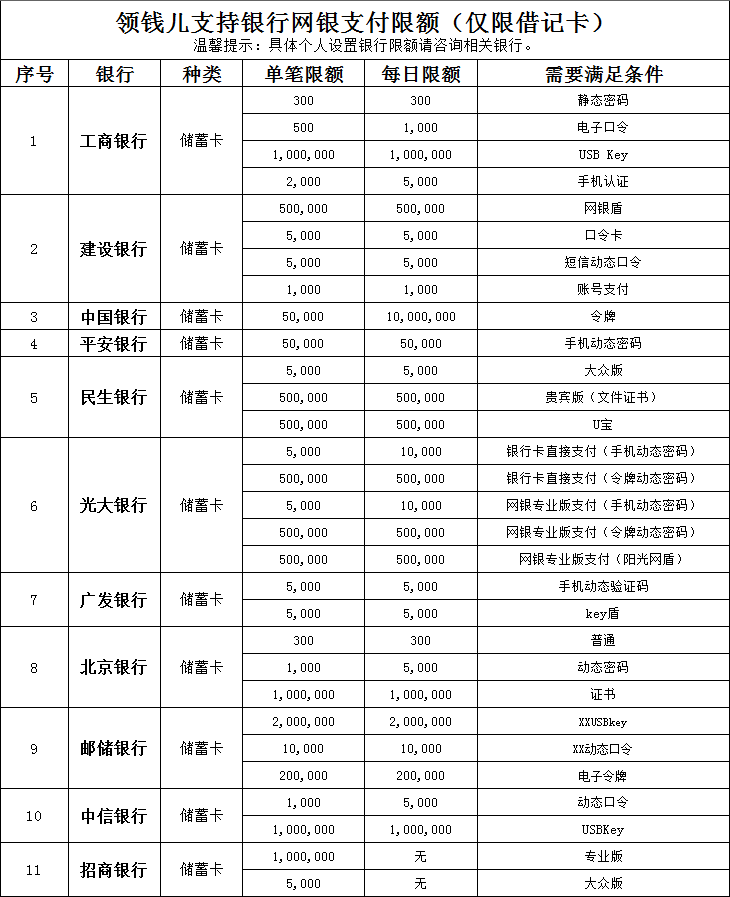 领钱儿支持银行网银支付限额（仅限借记卡）
温馨提示：具体个人设置银行限额请咨询相关银行。
序号 银行 种类 单笔限额 每日限额 需要满足条件
1 工商银行 储蓄卡 300 300 静态密码
500 1,000 电子口令
1,000,000 1,000,000 USB Key
2,000 5,000 手机认证
2 建设银行 储蓄卡 500,000 500,000 网银盾
5,000 5,000 口令卡
5,000 5,000 短信动态口令
1,000 1,000 账号支付
3 中国银行 储蓄卡 50,000 10,000,000 令牌
4 平安银行 储蓄卡 50,000 50,000 手机动态密码
5 民生银行 储蓄卡 5,000 5,000 大众版
500,000 500,000 贵宾版（文件证书）
500,000 500,000 U宝
6 光大银行 储蓄卡 5,000 10,000 银行卡直接支付（手机动态密码）
500,000 500,000 银行卡直接支付（令牌动态密码）
5,000 10,000 网银专业版支付（手机动态密码）
500,000 500,000 网银专业版支付（令牌动态密码）
500,000 500,000 网银专业版支付（阳光网盾）
7 广发银行 储蓄卡 5,000 5,000 手机动态验证码
5,000 5,000 key盾
8 北京银行 储蓄卡 300 300 普通
1,000 5,000 动态密码
1,000,000 1,000,000 证书
9 邮储银行 储蓄卡 2,000,000 2,000,000 XXUSBkey
10,000 10,000 XX动态口令
200,000 200,000 电子令牌
10 中信银行 储蓄卡 1,000 5,000 动态口令
1,000,000 1,000,000 USBKey
11 招商银行 储蓄卡 1,000,000 无 专业版
5,000 无 大众版